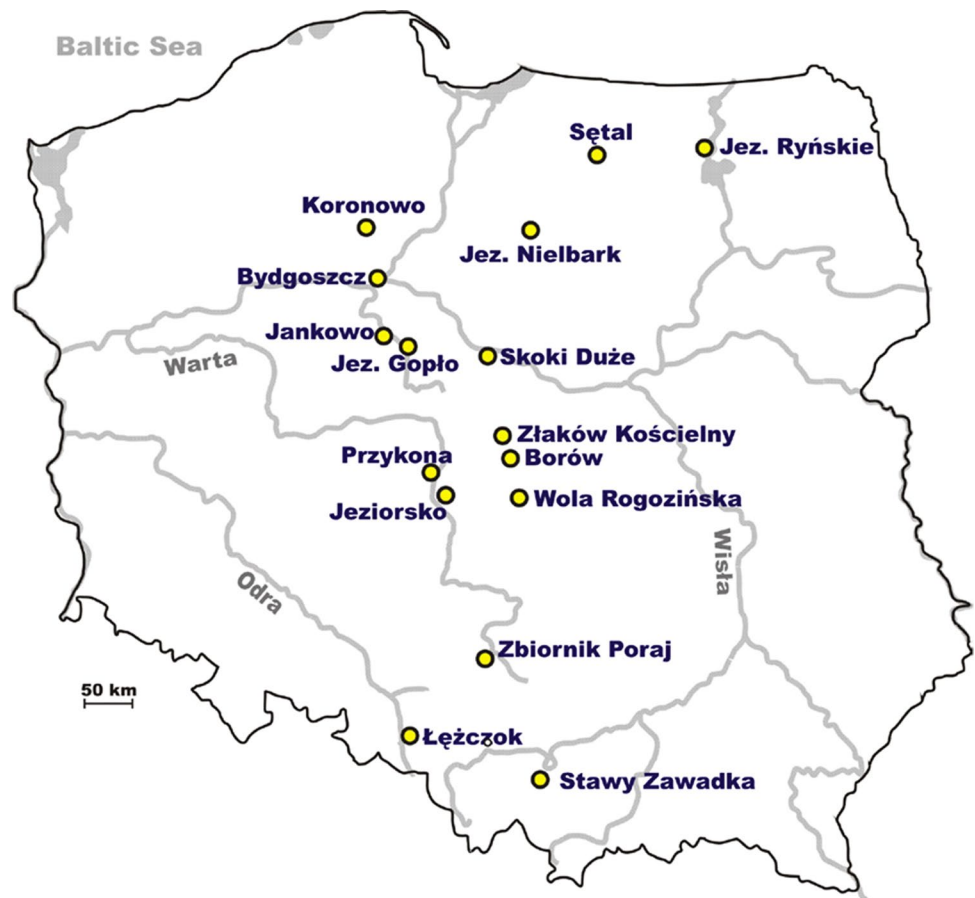 Baltic Sea
Sętal
Jez. Ryńskie
Koronowo
Jez. Nielbark
Bydgoszcz
Jankowo
Jez. Gopło
Skoki Duże
Warta
Złaków Kościelny
Przykona
Borów
Jeziorsko
Wola Rogozińska
Wisła
Odra
Zbiornik Poraj
50 km
Łężczok
Stawy Zawadka